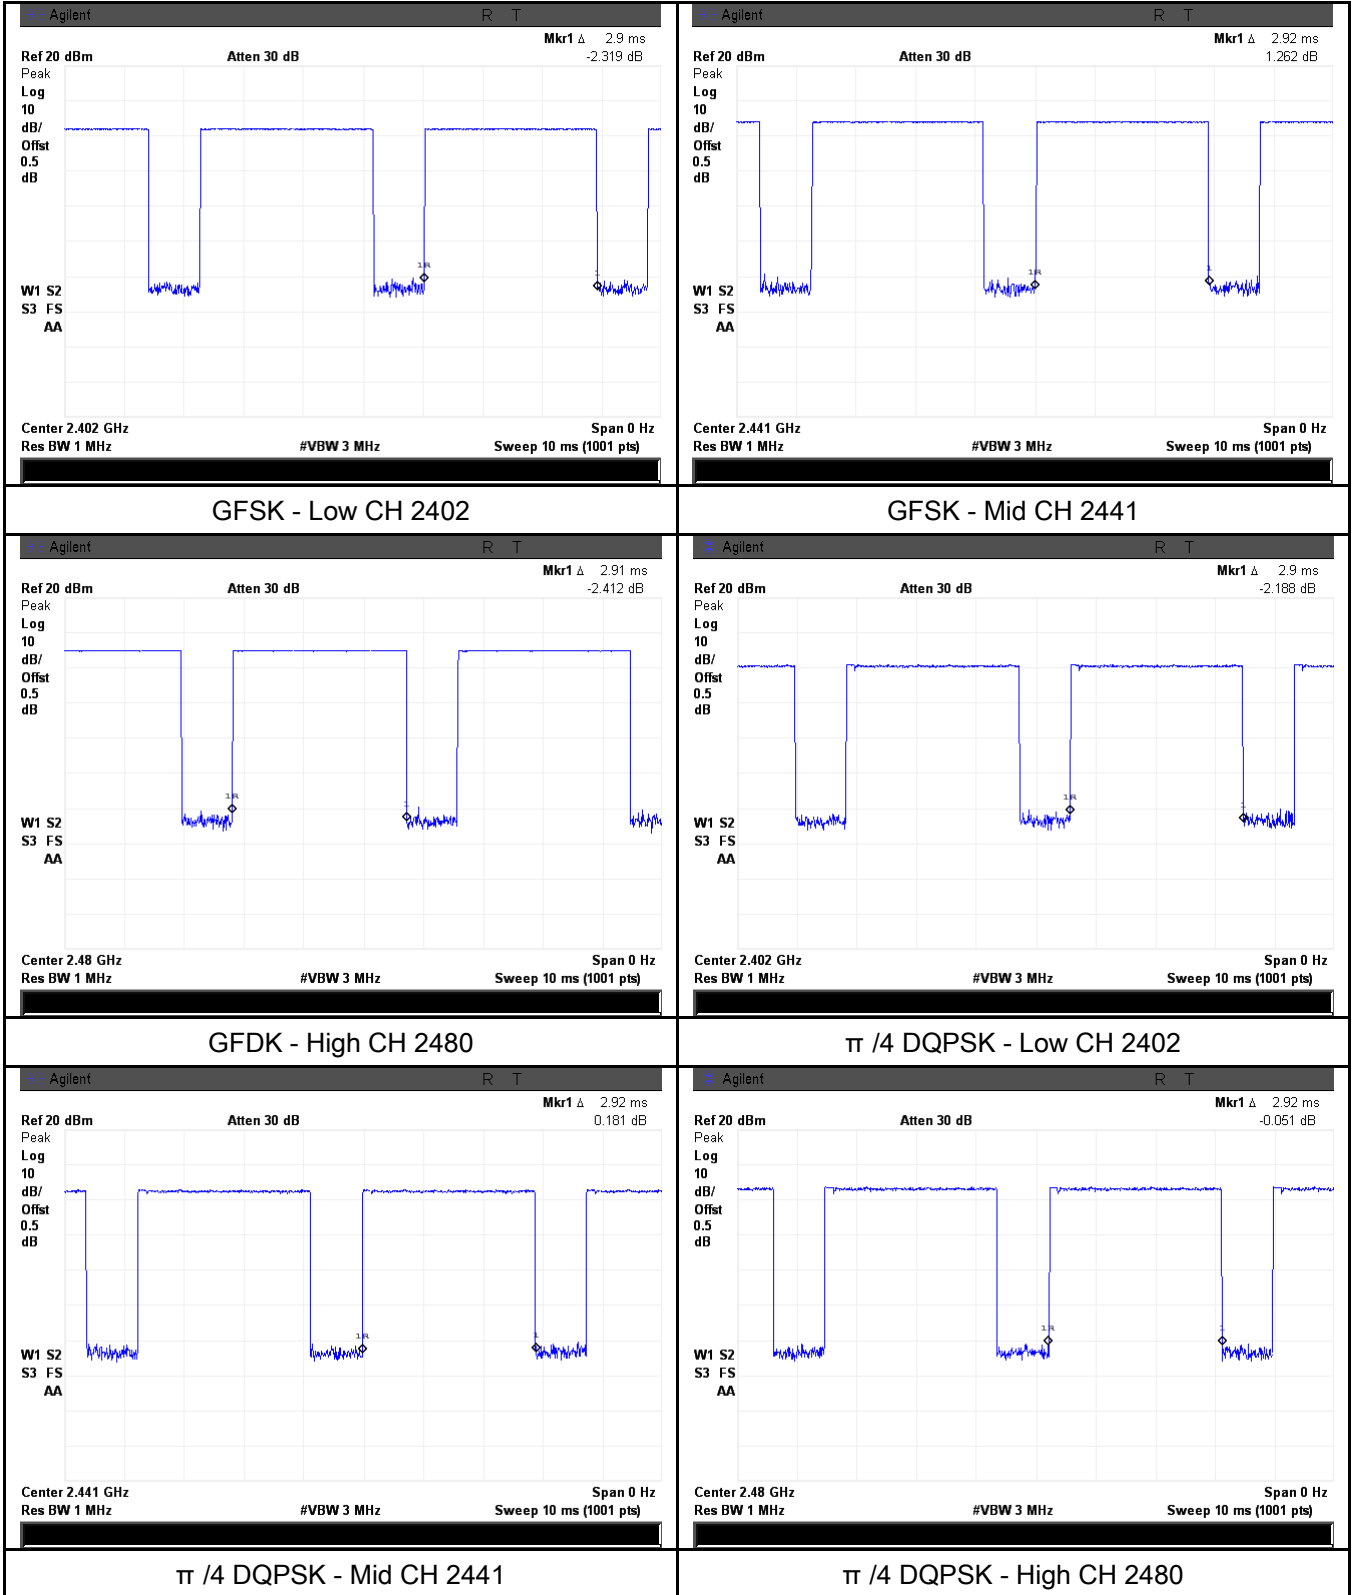 Agilent R T
Mkr1 Δ 2.9 ms
Ref 20 dBm Atten 30 dB -2.319 dB
Peak
Log
10
dB/
Offst
0.5
dB
1R
1
W1 S2
S3 FS
AA
Center 2.402 GHz Span 0 Hz
Res BW 1 MHz #VBW 3 MHz Sweep 10 ms (1001 pts)
GFSK - Low CH 2402
Agilent R T
Mkr1 Δ 2.92 ms
Ref 20 dBm Atten 30 dB 1.262 dB
Peak
Log
10
dB/
Offst
0.5
dB
1R
1
W1 S2
S3 FS
AA
Center 2.441 GHz Span 0 Hz
Res BW 1 MHz #VBW 3 MHz Sweep 10 ms (1001 pts)
GFSK - Mid CH 2441
Agilent R T
Mkr1 Δ 2.91 ms
Ref 20 dBm Atten 30 dB -2.412 dB
Peak
Log
10
dB/
Offst
0.5
dB
1R
1
W1 S2
S3 FS
AA
Center 2.48 GHz Span 0 Hz
Res BW 1 MHz #VBW 3 MHz Sweep 10 ms (1001 pts)
GFDK - High CH 2480
Agilent R T
Mkr1 Δ 2.9 ms
Ref 20 dBm Atten 30 dB -2.188 dB
Peak
Log
10
dB/
Offst
0.5
dB
1R
1
W1 S2
S3 FS
AA
Center 2.402 GHz Span 0 Hz
Res BW 1 MHz #VBW 3 MHz Sweep 10 ms (1001 pts)
π /4 DQPSK - Low CH 2402
Agilent R T
Mkr1 Δ 2.92 ms
Ref 20 dBm Atten 30 dB 0.181 dB
Peak
Log
10
dB/
Offst
0.5
dB
1R
1
W1 S2
S3 FS
AA
Center 2.441 GHz Span 0 Hz
Res BW 1 MHz #VBW 3 MHz Sweep 10 ms (1001 pts)
π /4 DQPSK - Mid CH 2441
Agilent R T
Mkr1 Δ 2.92 ms
Ref 20 dBm Atten 30 dB -0.051 dB
Peak
Log
10
dB/
Offst
0.5
dB
1R
1
W1 S2
S3 FS
AA
Center 2.48 GHz Span 0 Hz
Res BW 1 MHz #VBW 3 MHz Sweep 10 ms (1001 pts)
π /4 DQPSK - High CH 2480